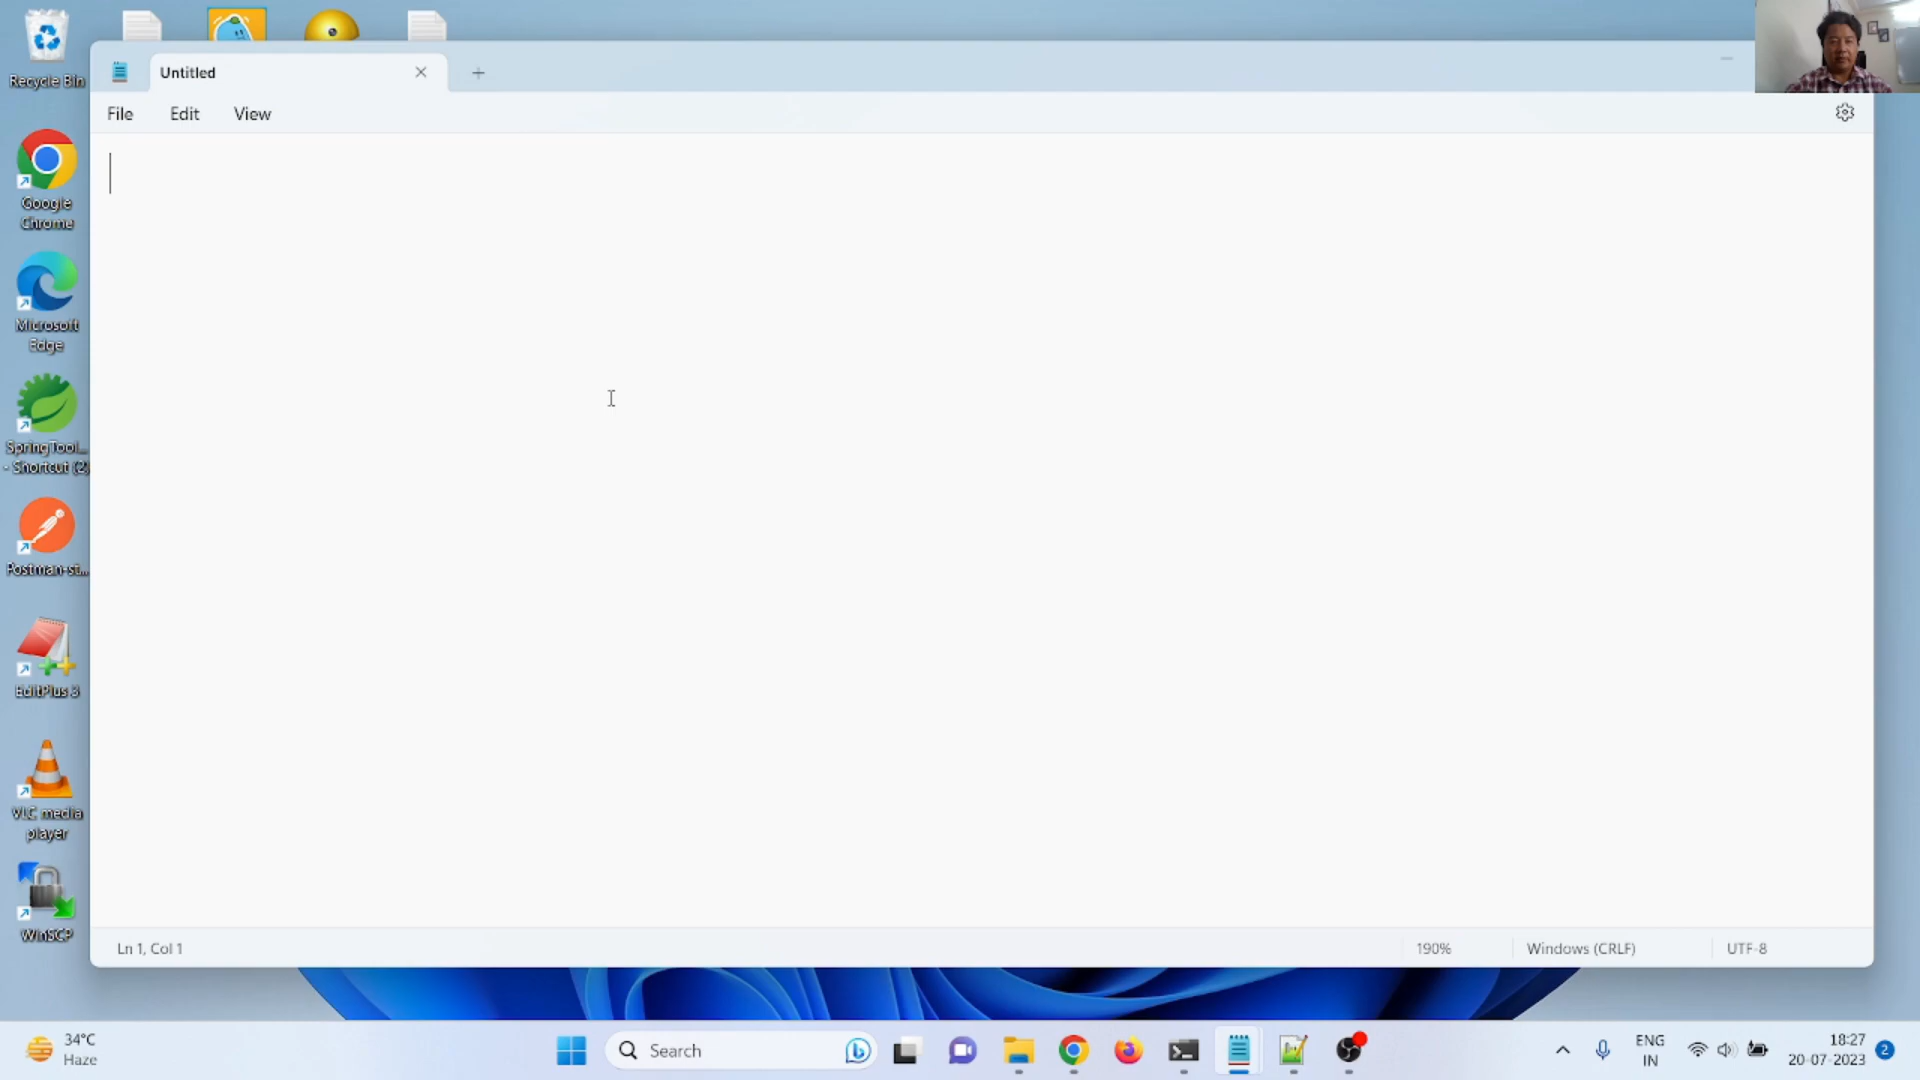 Untitled
File Edit View
Recycle Bin
Google
Chrome
Microsoft
Edge
SpringTool...
- Shortcut (2)
Postman-st...
EditPlus 3
VLC media
player
WinSCP
Ln 1, Col 1
190%
Windows (CRLF)
UTF-8
34°C
Haze
Search
ENG
IN
18:27
20-07-2023
2